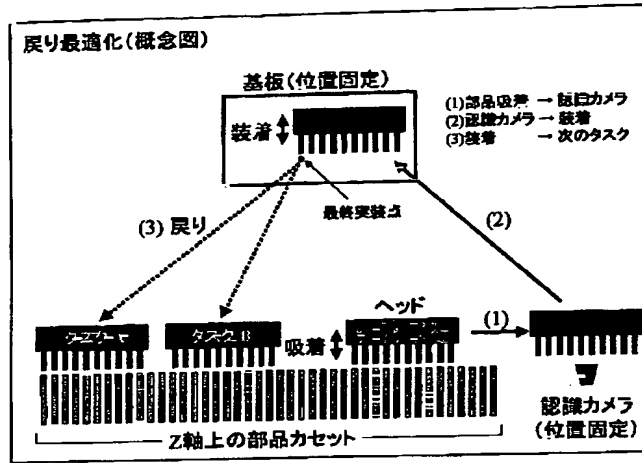 戻り最適化(概念図)
基板(位置固定)
(1)部品吸着 → 認識カメラ
(2)認識カメラ → 装着
(3)装着 → 次のタスク
装着
最終実装点
(3) 戻り
(2)
ヘッド
(1)
タスクB
吸着
認識カメラ
(位置固定)
Z軸上の部品カセット